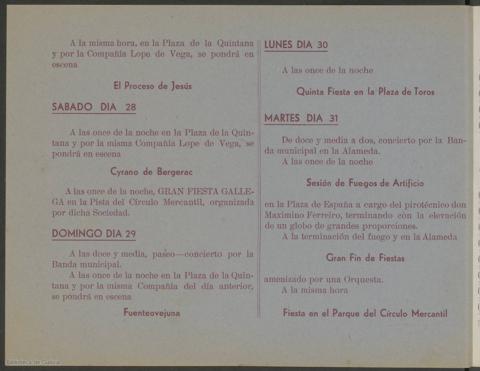 A la misma hora, en la Plaza de la Quintana
y por la Compañía Lope de Vega, se pondrá en
escena
El Proceso de Jesús
SABADO DIA 28
A las once de la noche en la Plaza de la Quin-
tana y por la misma Compañía Lope de Vega, se
pondrá en escena
Cyrano de Bergerac
A las once de la noche, GRAN FIESTA GALLE-
GA en la Pista del Círculo Mercantil, organizada
por dicha Sociedad.
DOMINGO DIA 29
A las doce y media, paseo—concierto por la
Banda municipal.
A las once de la noche en la Plaza de la Quin-
tana y por la misma Compañía del día anterior,
se pondrá en escena
Fuenteovejuna
LUNES DIA 30
A las once de la noche
Quinta Fiesta en la Plaza de Toros
MARTES DIA 31
De doce y media a dos, concierto por la Ban-
da municipal en la Alameda.
A las once de la noche
Sesión de Fuegos de Artificio
en la Plaza de España a cargo del pirotécnico don
Maximino Ferreiro, terminando con la elevación
de un globo de grandes proporciones.
A la terminación del fuego y en la Alameda
Gran Fin de Fiestas
amenizado por una Orquesta.
A la misma hora
Fiesta en el Parque del Círculo Mercantil
Biblioteca de Galicia